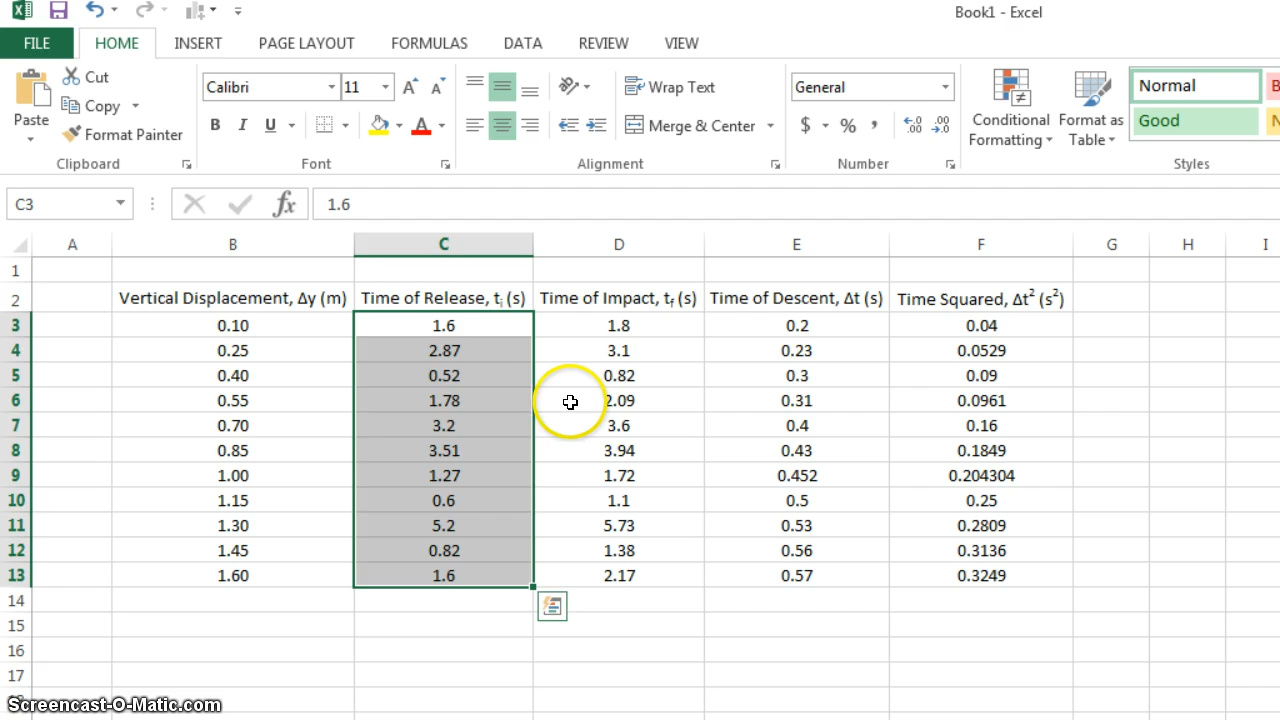 Book1 - Excel
FILE HOME INSERT PAGE LAYOUT FORMULAS DATA REVIEW VIEW
Paste
Cut
Copy
Format Painter
Clipboard
Calibri 11
B I U
Font
Wrap Text
Merge & Center
Alignment
General
$ % ,
Number
Conditional Formatting
Format as Table
Normal
Good
Styles
C3 fx 1.6
A B C D E F G H I
1
2 Vertical Displacement, Δy (m) Time of Release, ti (s) Time of Impact, tf (s) Time of Descent, Δt (s) Time Squared, Δt² (s²)
3 0.10 1.6 1.8 0.2 0.04
4 0.25 2.87 3.1 0.23 0.0529
5 0.40 0.52 0.82 0.3 0.09
6 0.55 1.78 2.09 0.31 0.0961
7 0.70 3.2 3.6 0.4 0.16
8 0.85 3.51 3.94 0.43 0.1849
9 1.00 1.27 1.72 0.452 0.204304
10 1.15 0.6 1.1 0.5 0.25
11 1.30 5.2 5.73 0.53 0.2809
12 1.45 0.82 1.38 0.56 0.3136
13 1.60 1.6 2.17 0.57 0.3249
14
15
16
17
Screencast-O-Matic.com